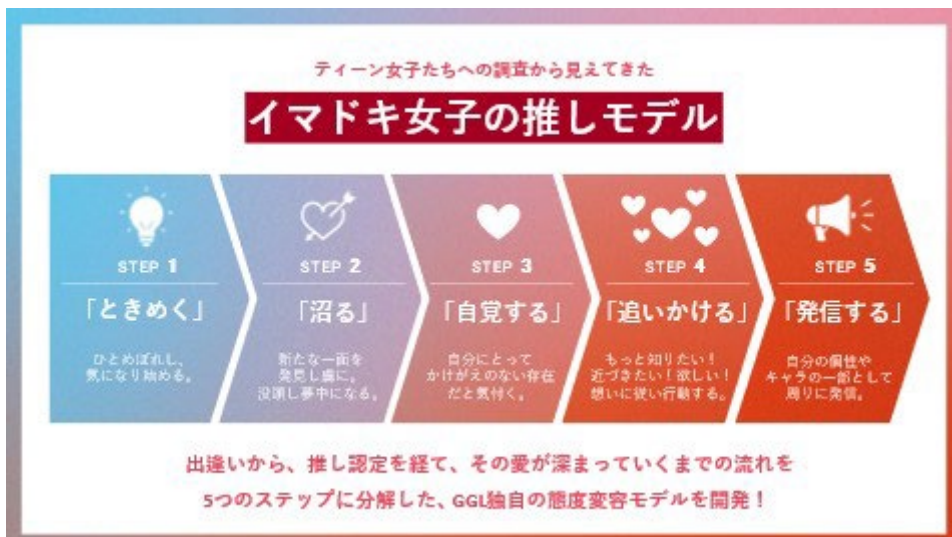 ティーン女子たちへの調査から見えてきた
イマドキ女子の推しモデル
STEP 1
「ときめく」
ひとめぼれし、
気になり始める。
STEP 2
「沼る」
新たな一面を
発見し虜に。
没頭し夢中になる。
STEP 3
「自覚する」
自分にとって
かけがえのない存在
だと気付く。
STEP 4
「追いかける」
もっと知りたい！
近づきたい！欲しい！
想いに従い行動する。
STEP 5
「発信する」
自分の個性や
キャラの一部として
周りに発信。
出逢いから、推し認定を経て、その愛が深まっていくまでの流れを
5つのステップに分解した、GGL独自の態度変容モデルを開発！